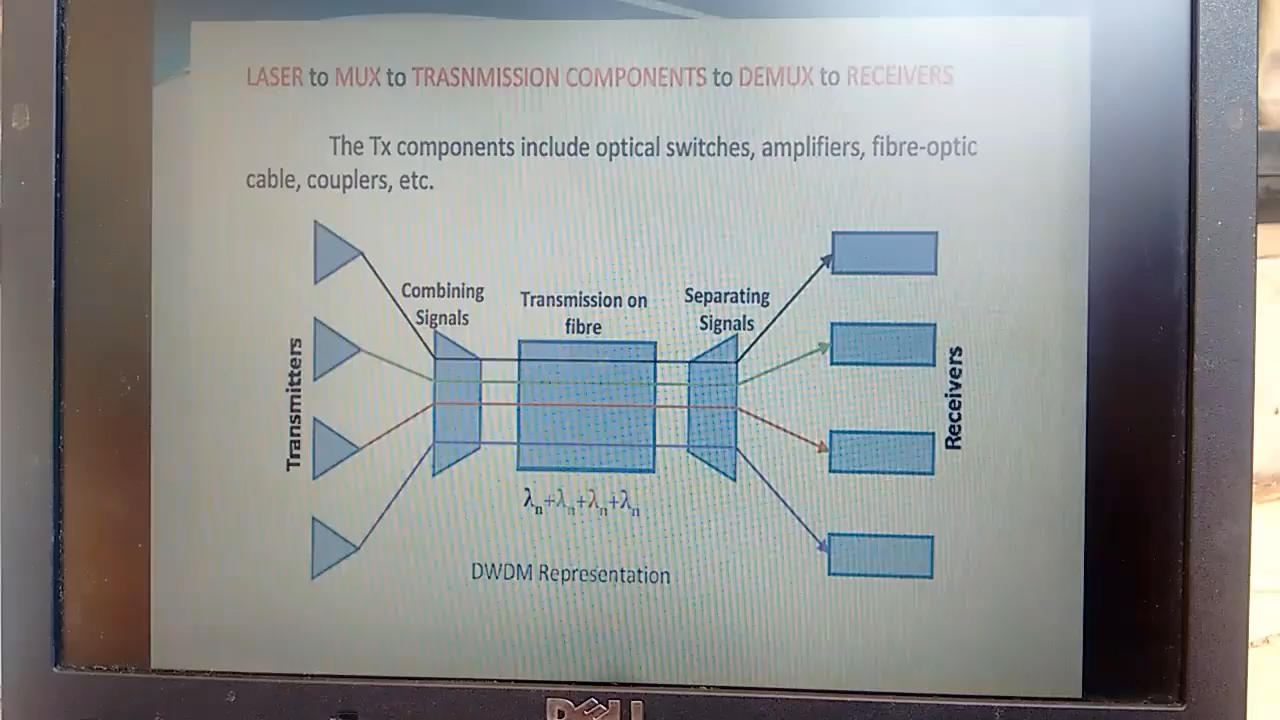 LASER to MUX to TRASNMISSION COMPONENTS to DEMUX to RECEIVERS
The Tx components include optical switches, amplifiers, fibre-optic
cable, couplers, etc.
Combining
Signals
Transmission on
fibre
Separating
Signals
Transmitters
Receivers
λn+λn+λn+λn
DWDM Representation
DELL